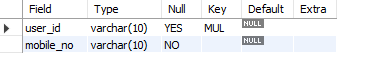 Field Type Null Key Default Extra
user_id varchar(10) YES MUL NULL
mobile_no varchar(10) NO NULL